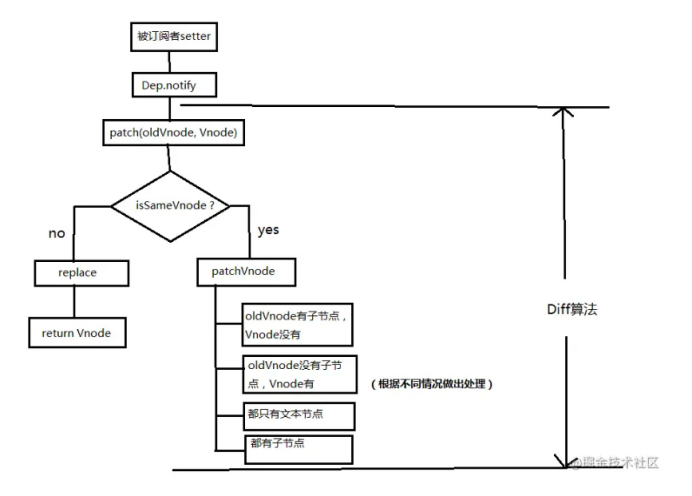 被订阅者setter
Dep.notify
patch(oldVnode, Vnode)
isSameVnode ?
no
yes
replace
patchVnode
return Vnode
oldVnode有子节点，
Vnode没有
Diff算法
oldVnode没有子节
点，Vnode有
（根据不同情况做出处理）
都只有文本节点
都有子节点
@掘金技术社区